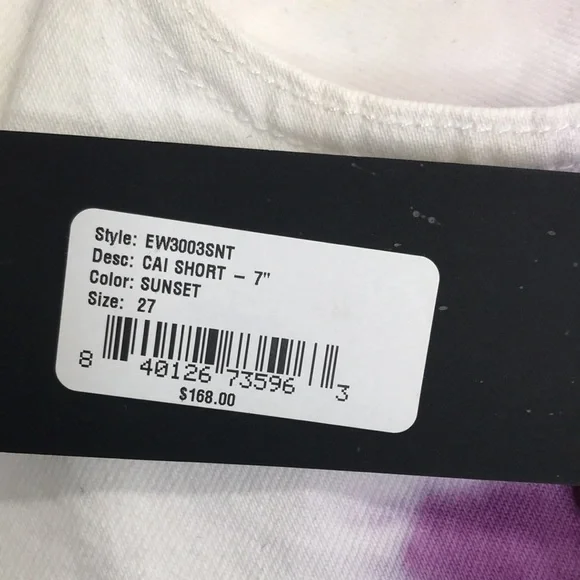 Style: EW3003SNT
Desc: CAI SHORT – 7"
Color: SUNSET
Size: 27
8 40126 73596 3
$168.00